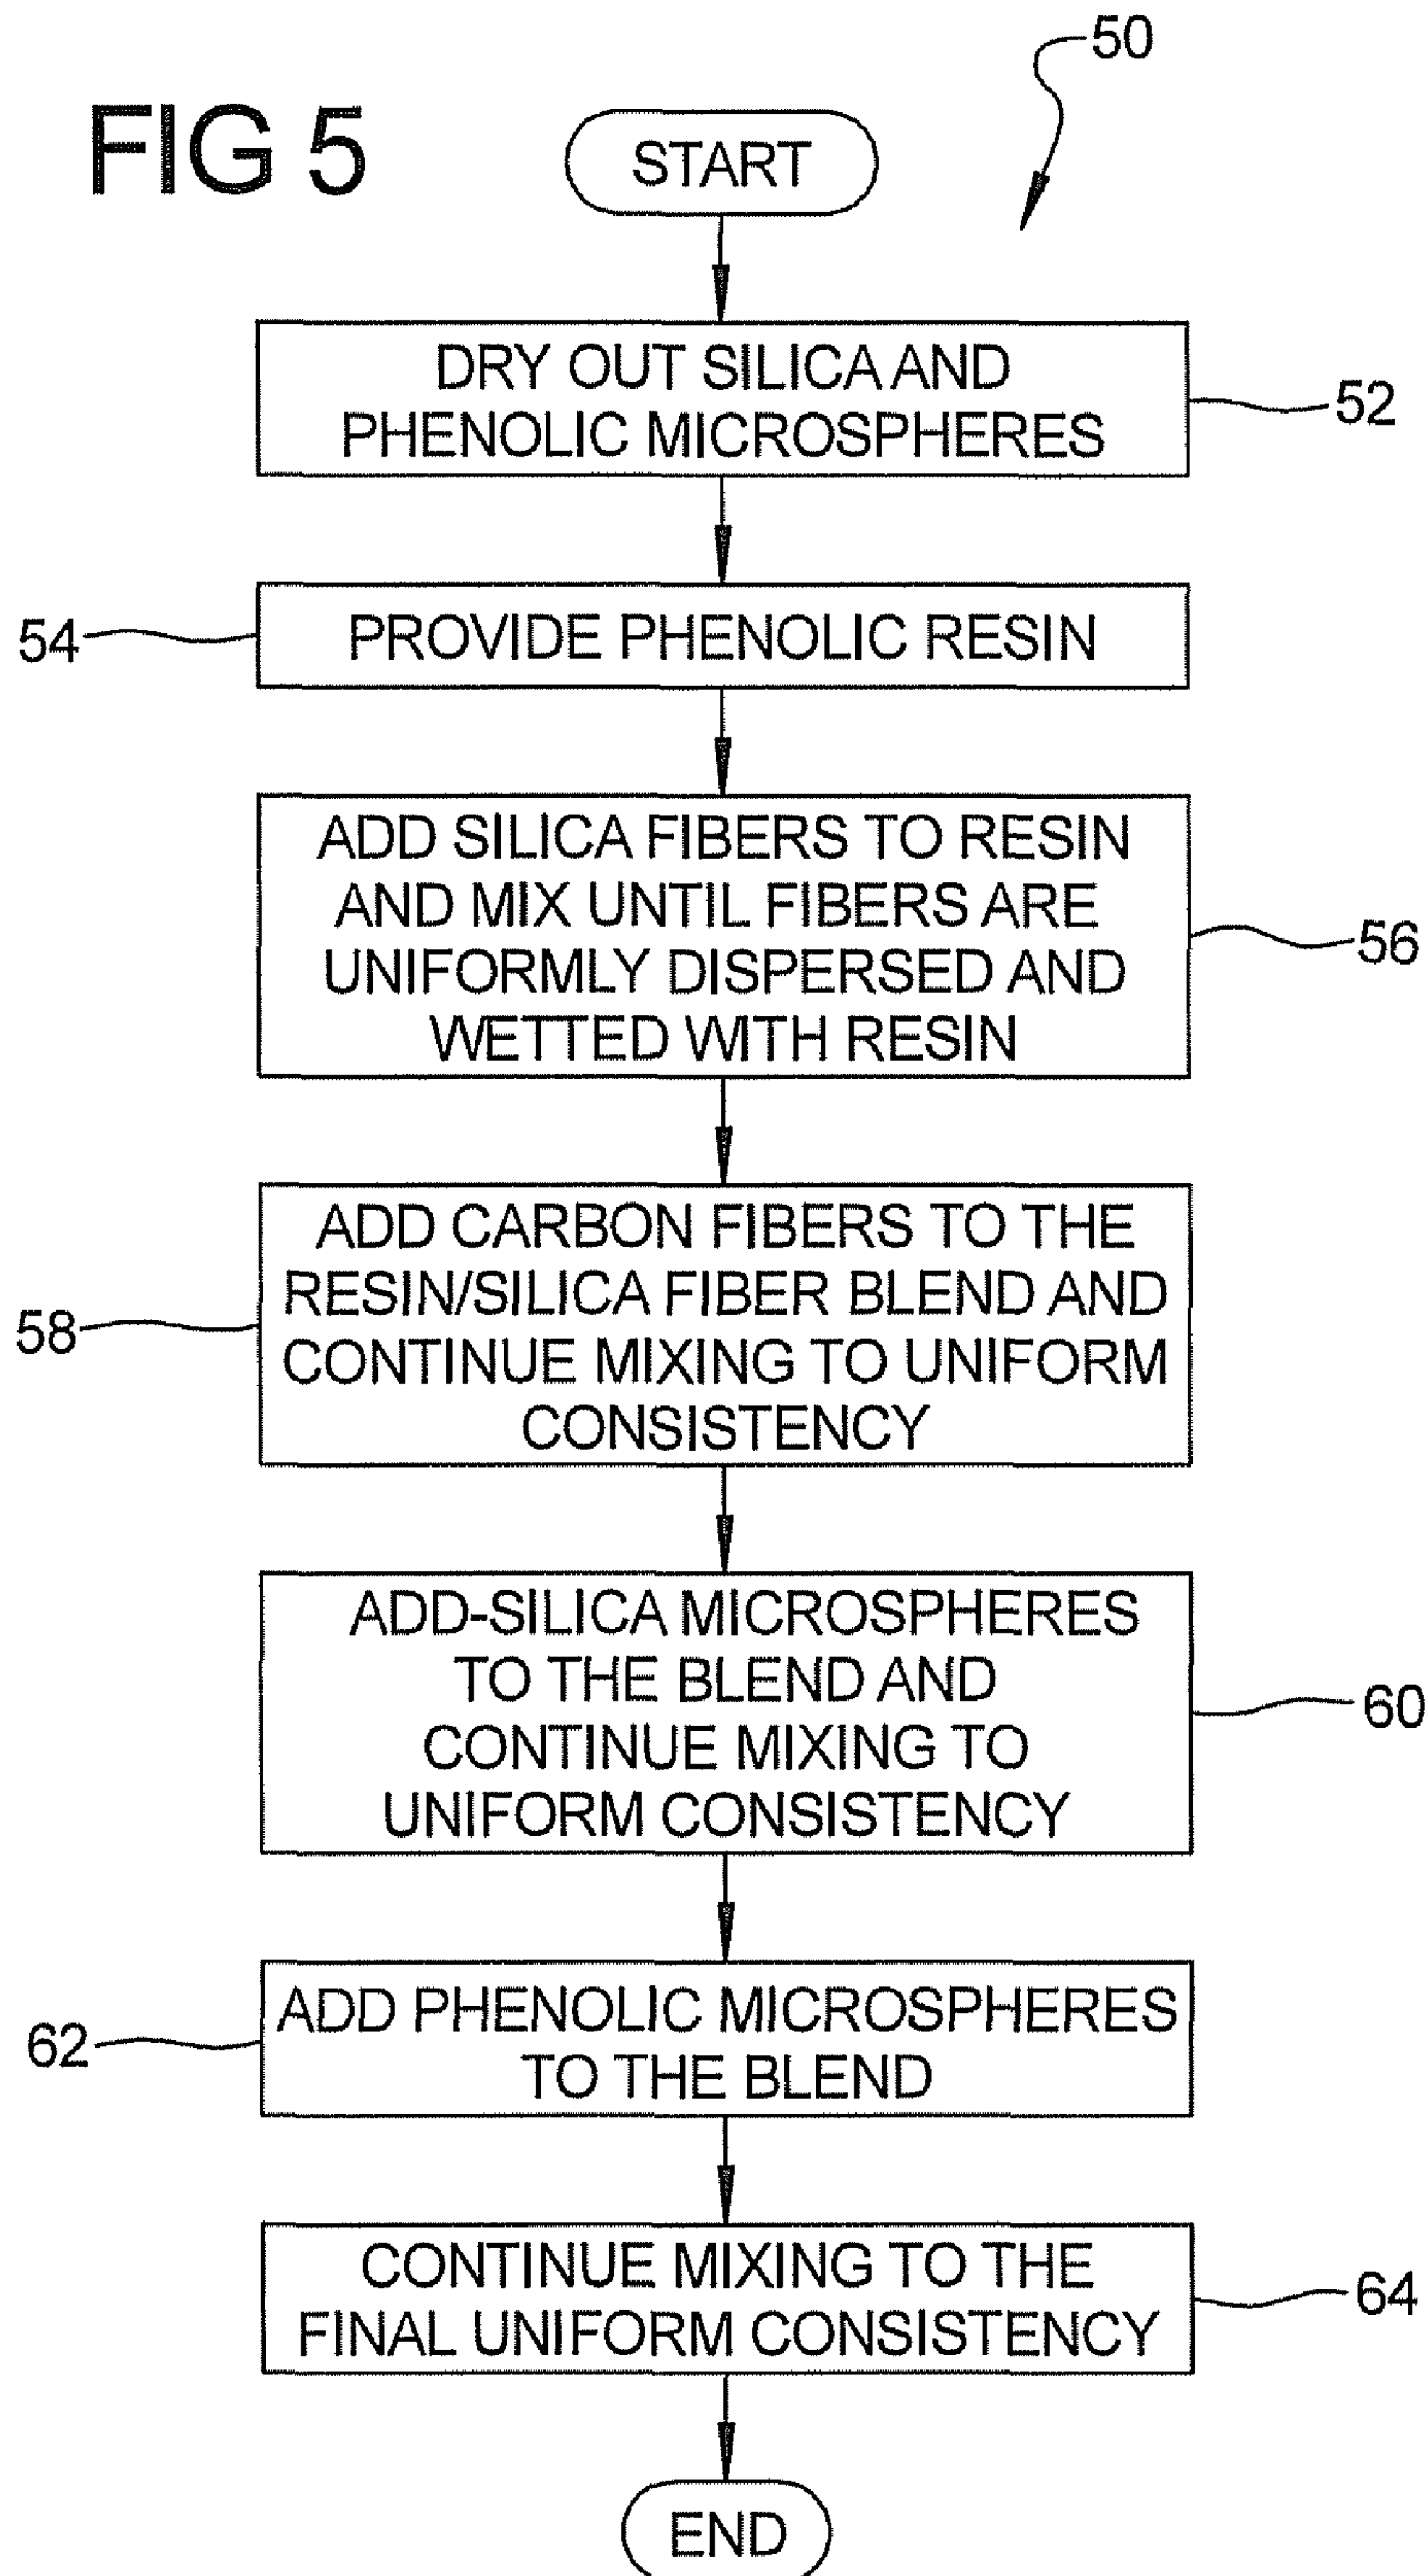 50
FIG 5
START
DRY OUT SILICA AND
PHENOLIC MICROSPHERES
52
54
PROVIDE PHENOLIC RESIN
ADD SILICA FIBERS TO RESIN
AND MIX UNTIL FIBERS ARE
UNIFORMLY DISPERSED AND
WETTED WITH RESIN
56
ADD CARBON FIBERS TO THE
RESIN/SILICA FIBER BLEND AND
CONTINUE MIXING TO UNIFORM
CONSISTENCY
58
ADD-SILICA MICROSPHERES
TO THE BLEND AND
CONTINUE MIXING TO
UNIFORM CONSISTENCY
60
ADD PHENOLIC MICROSPHERES
TO THE BLEND
62
CONTINUE MIXING TO THE
FINAL UNIFORM CONSISTENCY
64
END